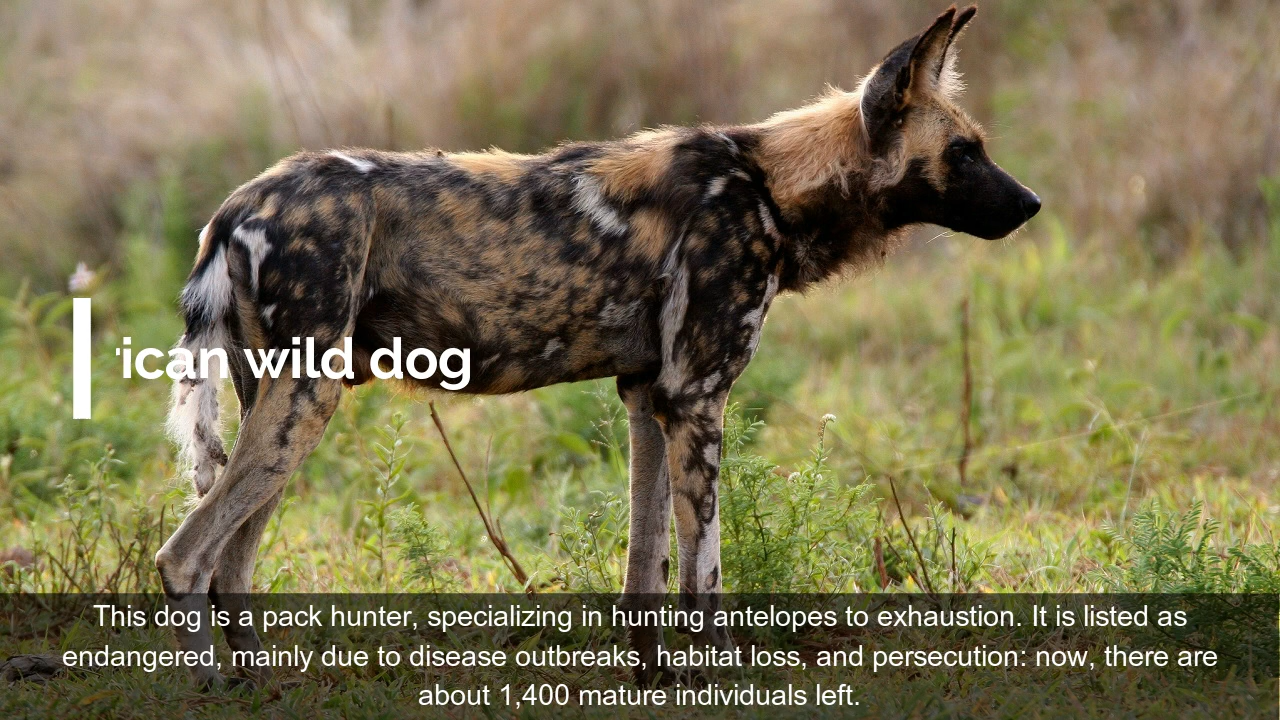 ican wild dog
This dog is a pack hunter, specializing in hunting antelopes to exhaustion. It is listed as
endangered, mainly due to disease outbreaks, habitat loss, and persecution: now, there are
about 1,400 mature individuals left.